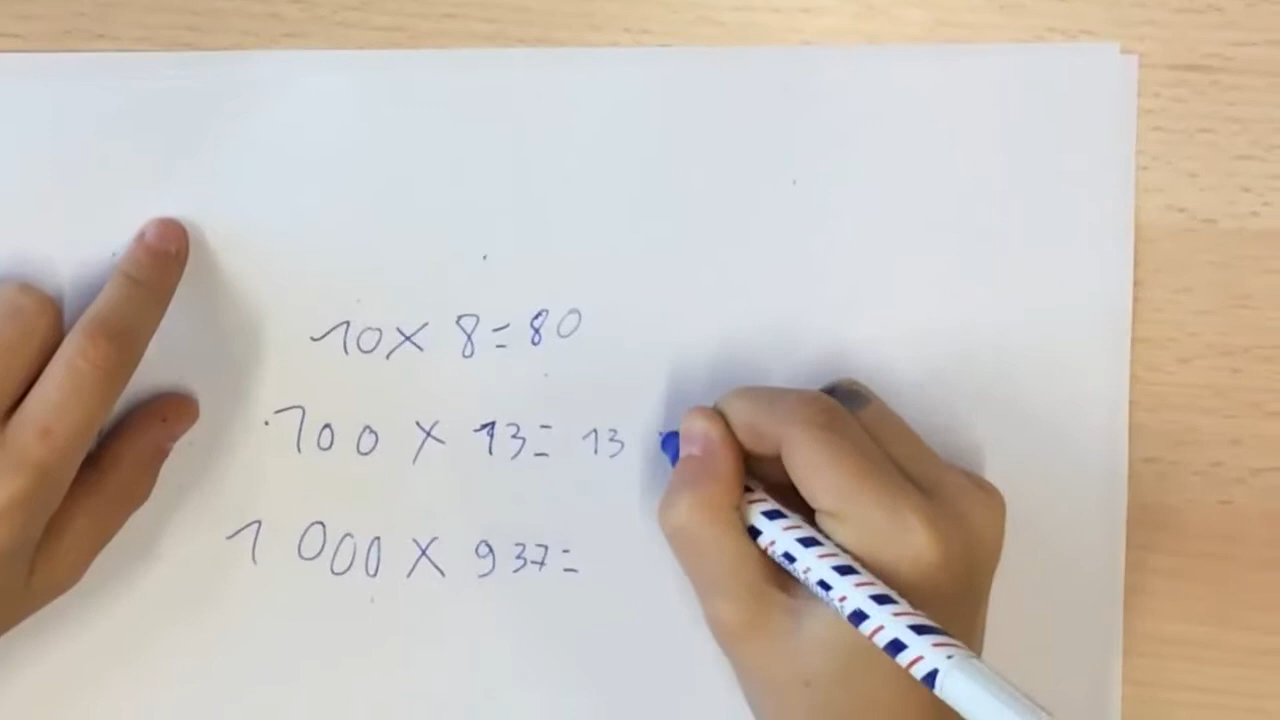 10 x 8 = 80
100 x 13 = 13
1 000 x 937 =